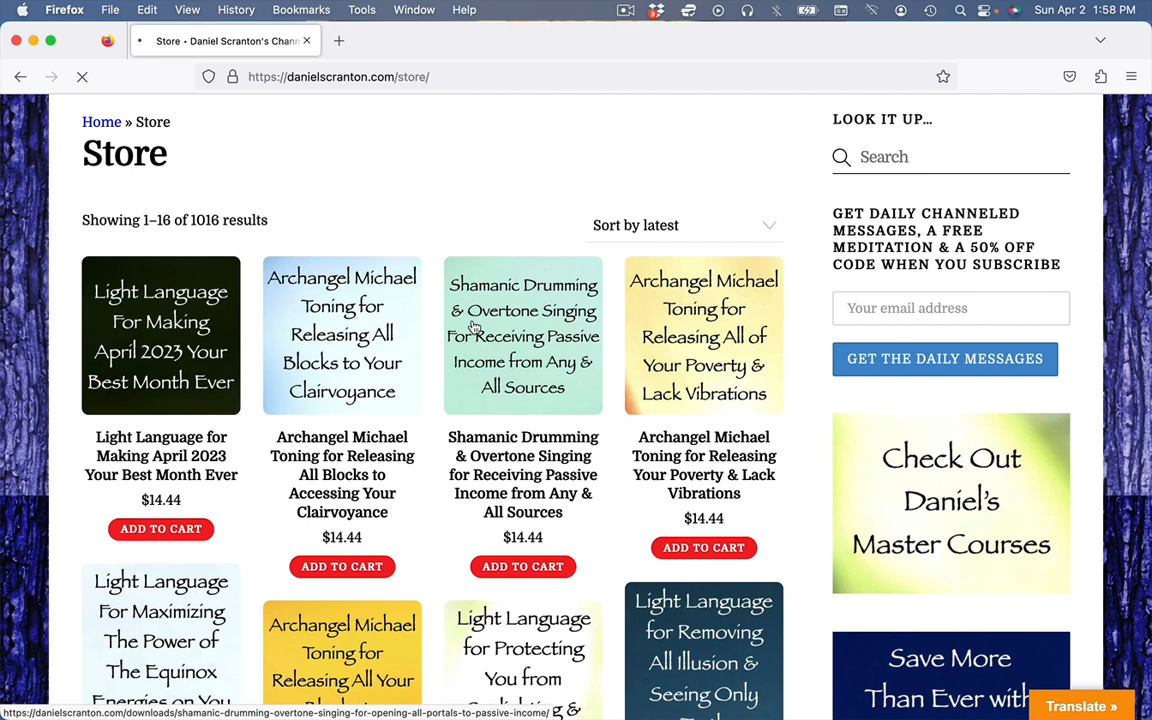 Firefox File Edit View History Bookmarks Tools Window Help Sun Apr 2 1:58 PM
Store • Daniel Scranton's Chann
https://danielscranton.com/store/
Home » Store
Store
Showing 1–16 of 1016 results
Sort by latest
Light Language
For Making
April 2023 Your
Best Month Ever
Light Language for
Making April 2023
Your Best Month Ever
$14.44
ADD TO CART
Archangel Michael
Toning for
Releasing All
Blocks to Your
Clairvoyance
Archangel Michael
Toning for Releasing
All Blocks to
Accessing Your
Clairvoyance
$14.44
ADD TO CART
Shamanic Drumming
& Overtone Singing
For Receiving Passive
Income from Any &
All Sources
Shamanic Drumming
& Overtone Singing
for Receiving Passive
Income from Any &
All Sources
$14.44
ADD TO CART
Archangel Michael
Toning for
Releasing All of
Your Poverty &
Lack Vibrations
Archangel Michael
Toning for Releasing
Your Poverty & Lack
Vibrations
$14.44
ADD TO CART
Light Language
For Maximizing
The Power of
The Equinox
Energies on You
Archangel Michael
Toning for
Releasing All Your
Light Language
for Protecting
You from
&
Light Language
for Removing
All Illusion &
Seeing Only
LOOK IT UP…
Search
GET DAILY CHANNELED
MESSAGES, A FREE
MEDITATION & A 50% OFF
CODE WHEN YOU SUBSCRIBE
Your email address
GET THE DAILY MESSAGES
Check Out
Daniel's
Master Courses
Save More
Than Ever with
Translate »
https://danielscranton.com/downloads/shamanic-drumming-overtone-singing-for-opening-all-portals-to-passive-income/